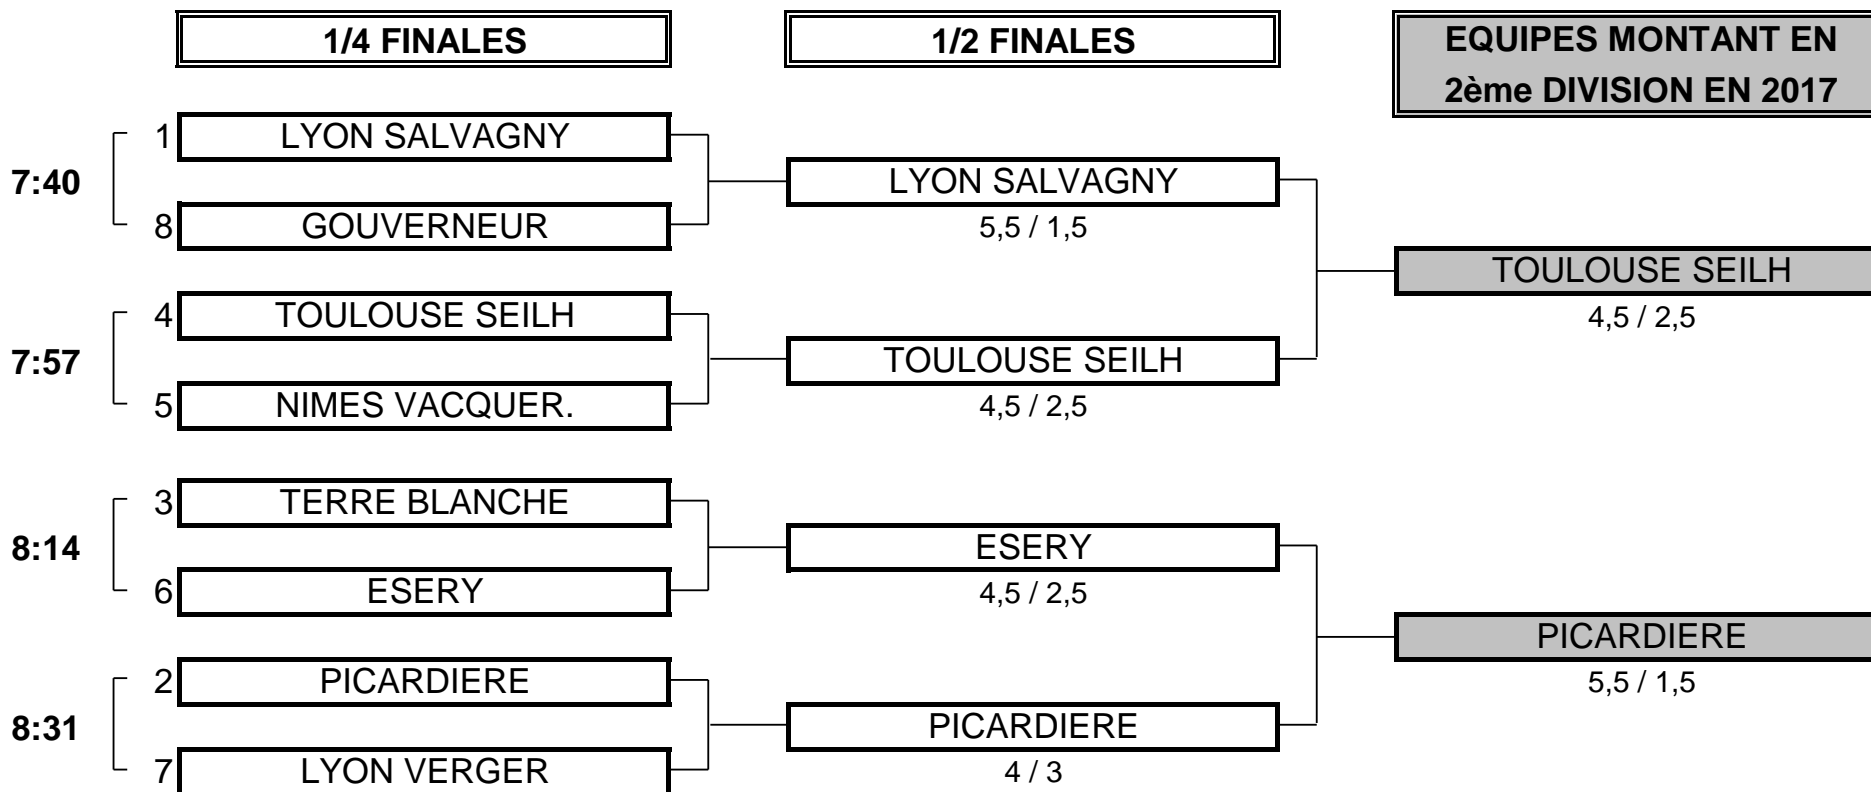 1/4 FINALES
1/2 FINALES
EQUIPES MONTANT EN
2ème DIVISION EN 2017
1 LYON SALVAGNY
7:40
LYON SALVAGNY
8 GOUVERNEUR
5,5 / 1,5
TOULOUSE SEILH
4 TOULOUSE SEILH
4,5 / 2,5
7:57
TOULOUSE SEILH
5 NIMES VACQUER.
4,5 / 2,5
3 TERRE BLANCHE
8:14
ESERY
6 ESERY
4,5 / 2,5
PICARDIERE
2 PICARDIERE
5,5 / 1,5
8:31
PICARDIERE
7 LYON VERGER
4 / 3